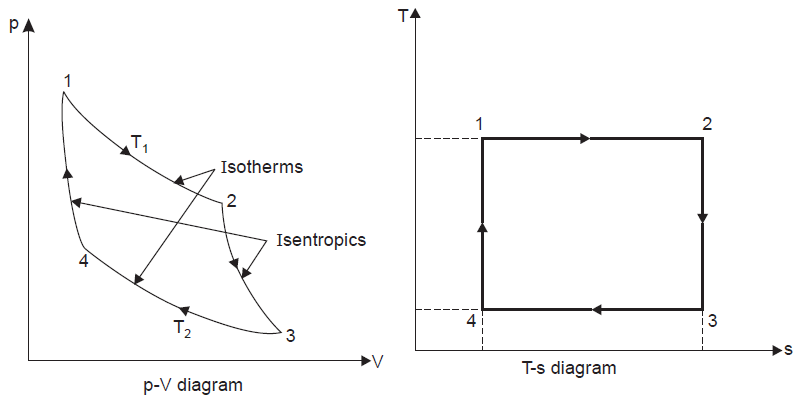 p
1
T1
Isotherms
2
Isentropics
4
T2
3
V
p-V diagram
T
1
2
4
3
s
T-s diagram